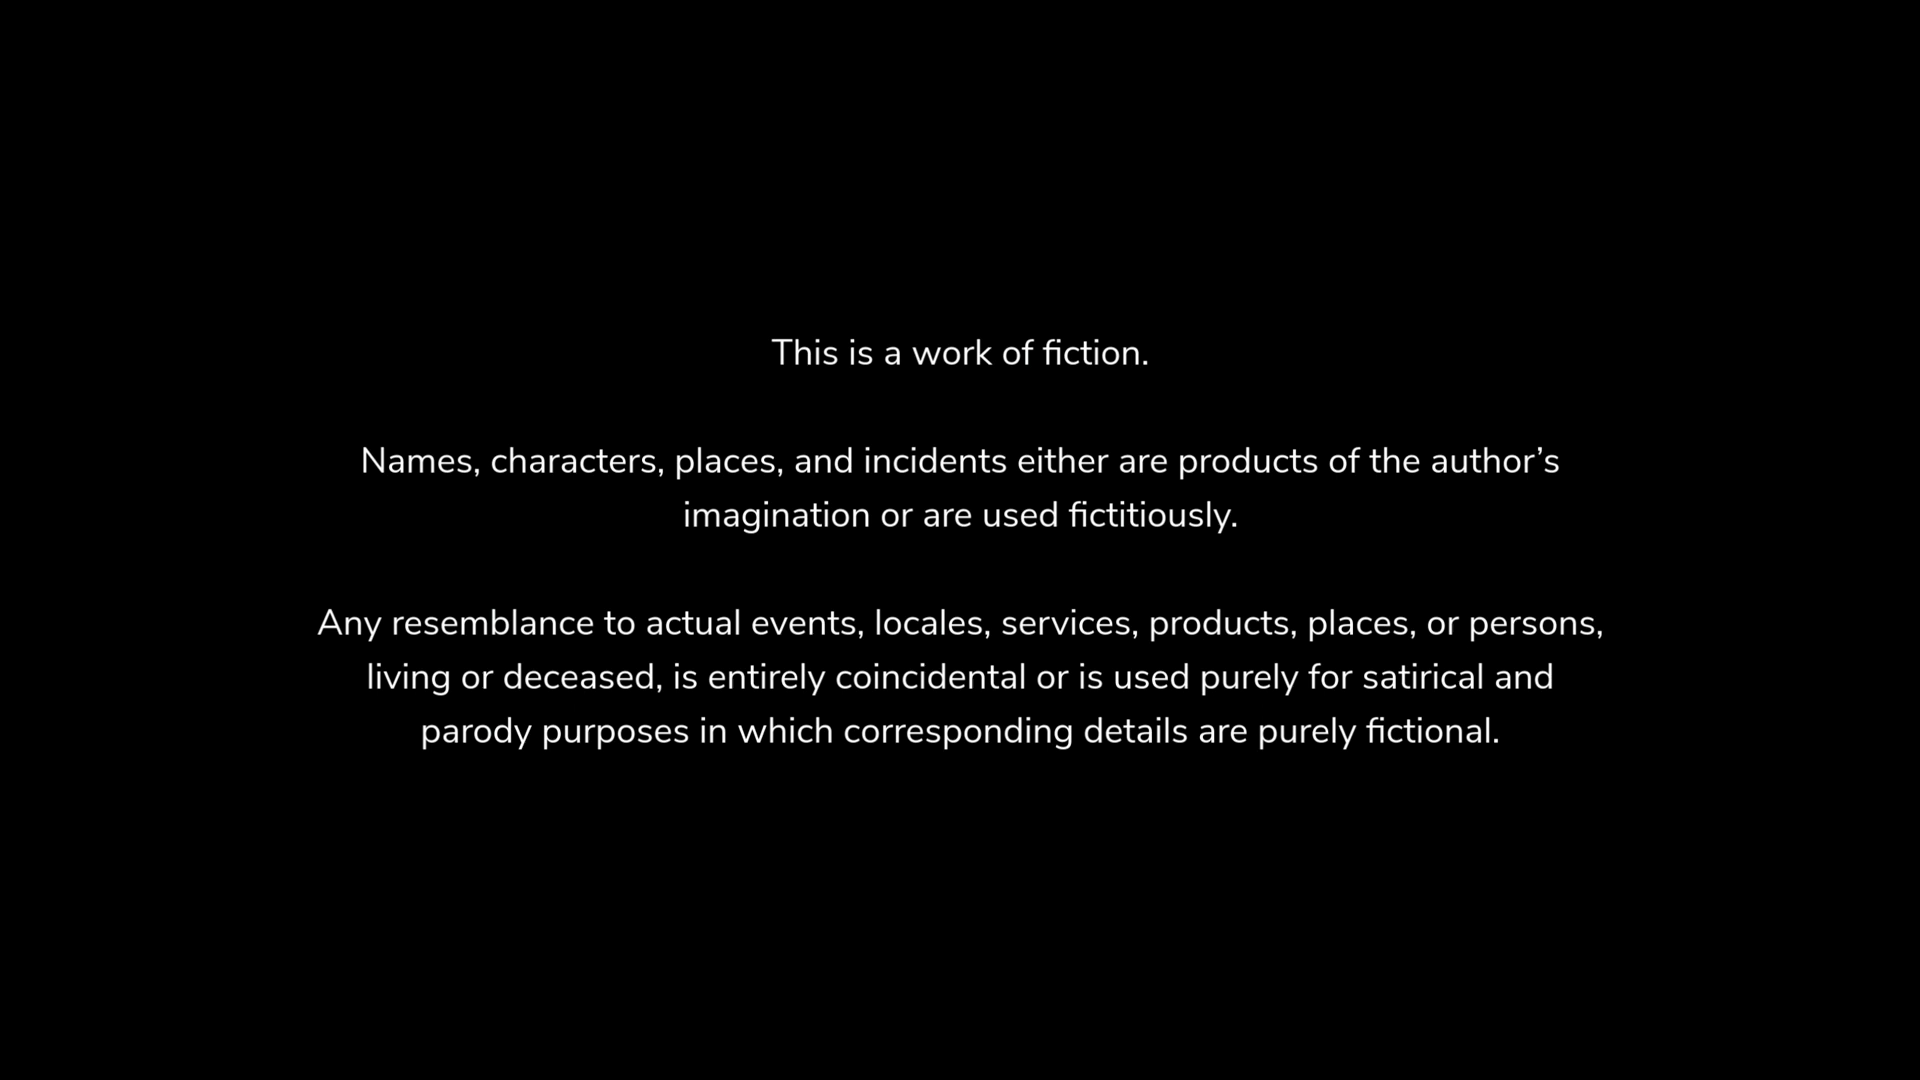 This is a work of fiction.
Names, characters, places, and incidents either are products of the author’s
imagination or are used fictitiously.
Any resemblance to actual events, locales, services, products, places, or persons,
living or deceased, is entirely coincidental or is used purely for satirical and
parody purposes in which corresponding details are purely fictional.